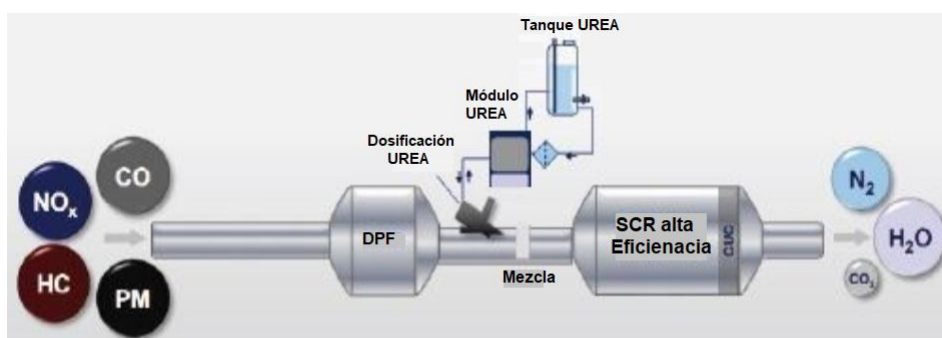 Tanque UREA
Módulo
UREA
Dosificación
UREA
CO
NOx
HC
PM
DPF
Mezcla
SCR alta
Eficienacia
CUC
N2
H2O
CO2